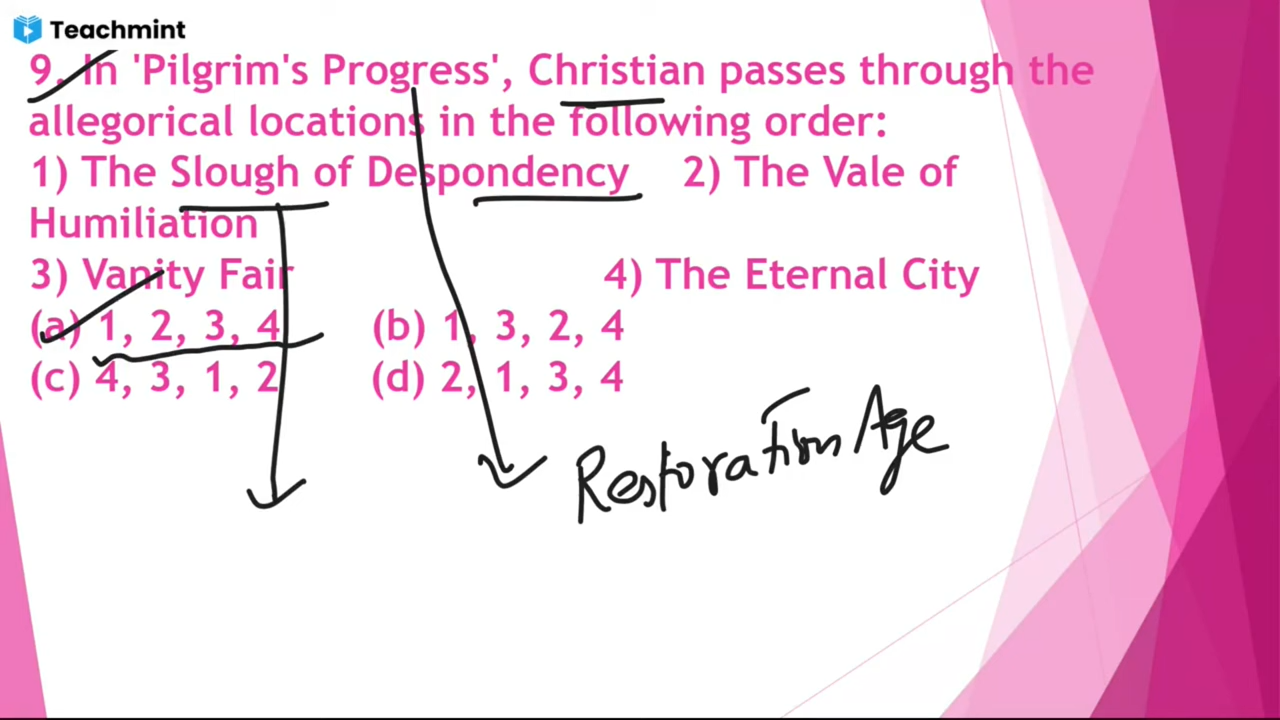 Teachmint
9. In 'Pilgrim's Progress', Christian passes through the
allegorical locations in the following order:
1) The Slough of Despondency 2) The Vale of
Humiliation
3) Vanity Fair 4) The Eternal City
(a) 1, 2, 3, 4 (b) 1, 3, 2, 4
(c) 4, 3, 1, 2 (d) 2, 1, 3, 4
Restoration Age